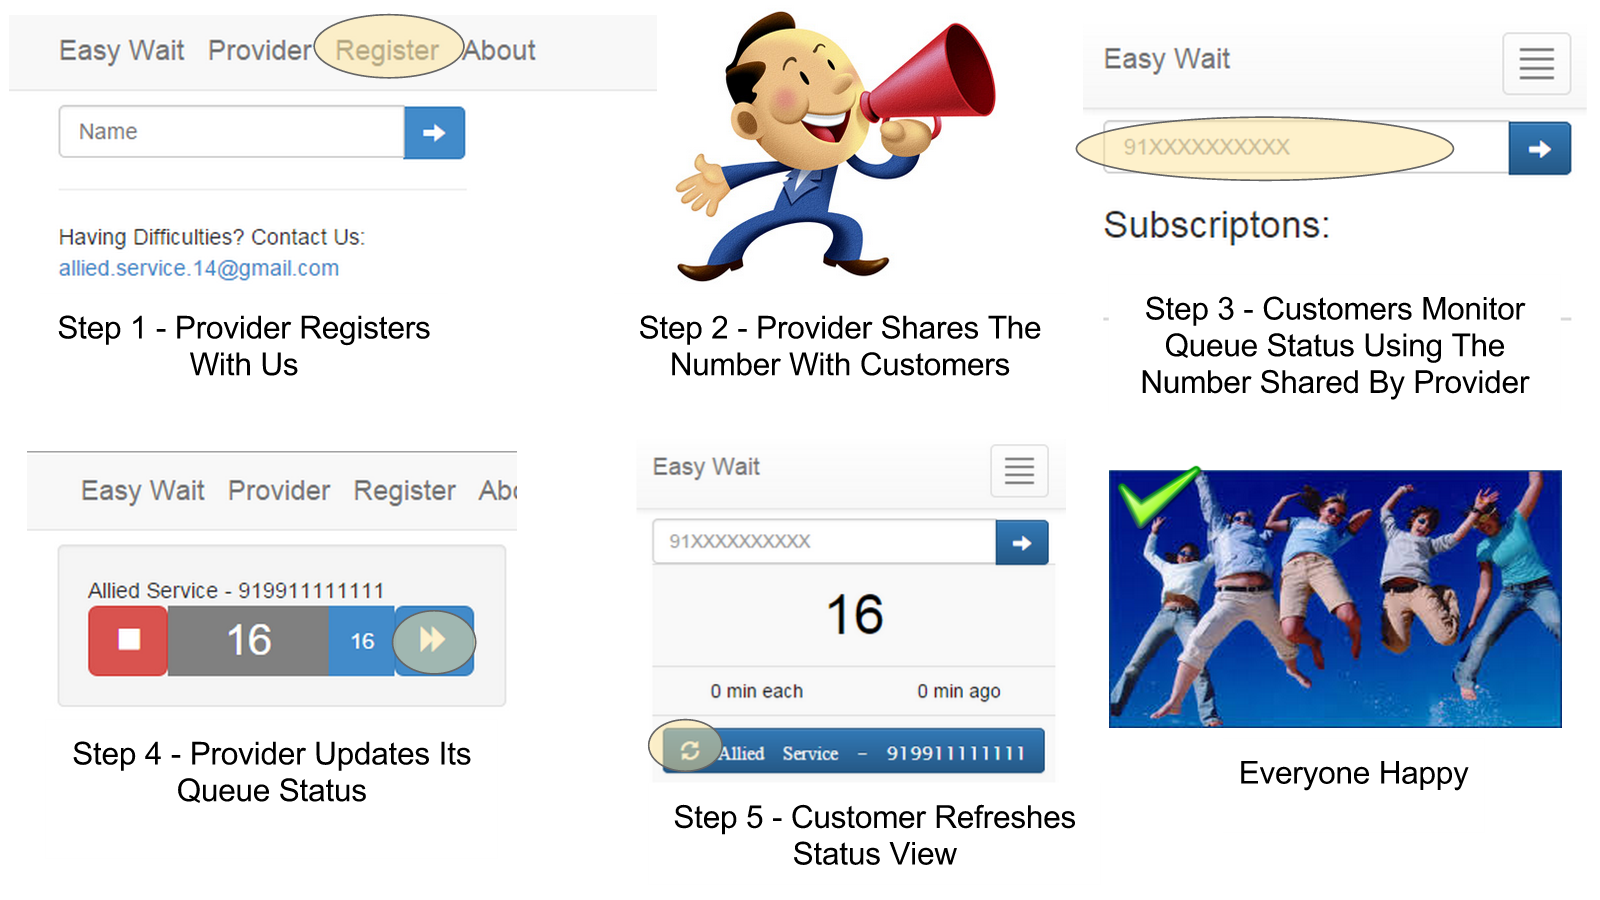 Easy Wait Provider Register About
Name
Having Difficulties? Contact Us:
allied.service.14@gmail.com
Step 1 - Provider Registers
With Us
Step 2 - Provider Shares The
Number With Customers
Easy Wait
91XXXXXXXXXX
Subscriptons:
Step 3 - Customers Monitor
Queue Status Using The
Number Shared By Provider
Easy Wait Provider Register Abo
Allied Service - 919911111111
16 16
Step 4 - Provider Updates Its
Queue Status
Easy Wait
91XXXXXXXXXX
16
0 min each 0 min ago
Allied Service - 919911111111
Step 5 - Customer Refreshes
Status View
Everyone Happy